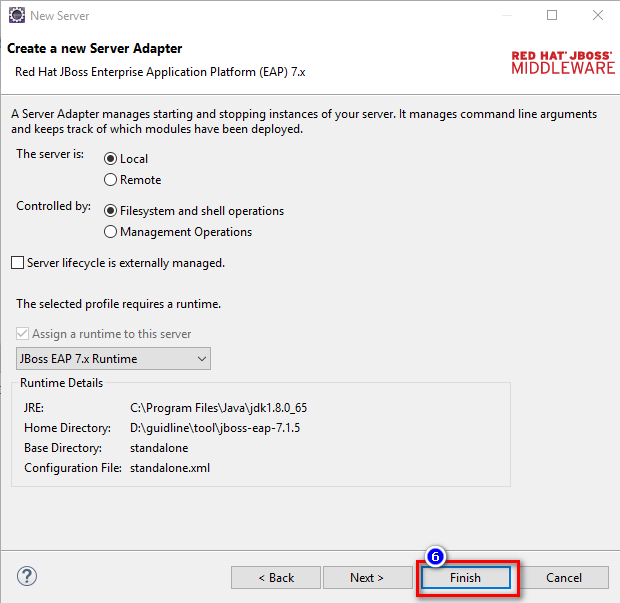 New Server
Create a new Server Adapter
Red Hat JBoss Enterprise Application Platform (EAP) 7.x
RED HAT® JBOSS®
MIDDLEWARE
A Server Adapter manages starting and stopping instances of your server. It manages command line arguments
and keeps track of which modules have been deployed.
The server is:
Local
Remote
Controlled by:
Filesystem and shell operations
Management Operations
Server lifecycle is externally managed.
The selected profile requires a runtime.
Assign a runtime to this server
JBoss EAP 7.x Runtime
Runtime Details
JRE: C:\Program Files\Java\jdk1.8.0_65
Home Directory: D:\guidline\tool\jboss-eap-7.1.5
Base Directory: standalone
Configuration File: standalone.xml
6
? < Back Next > Finish Cancel